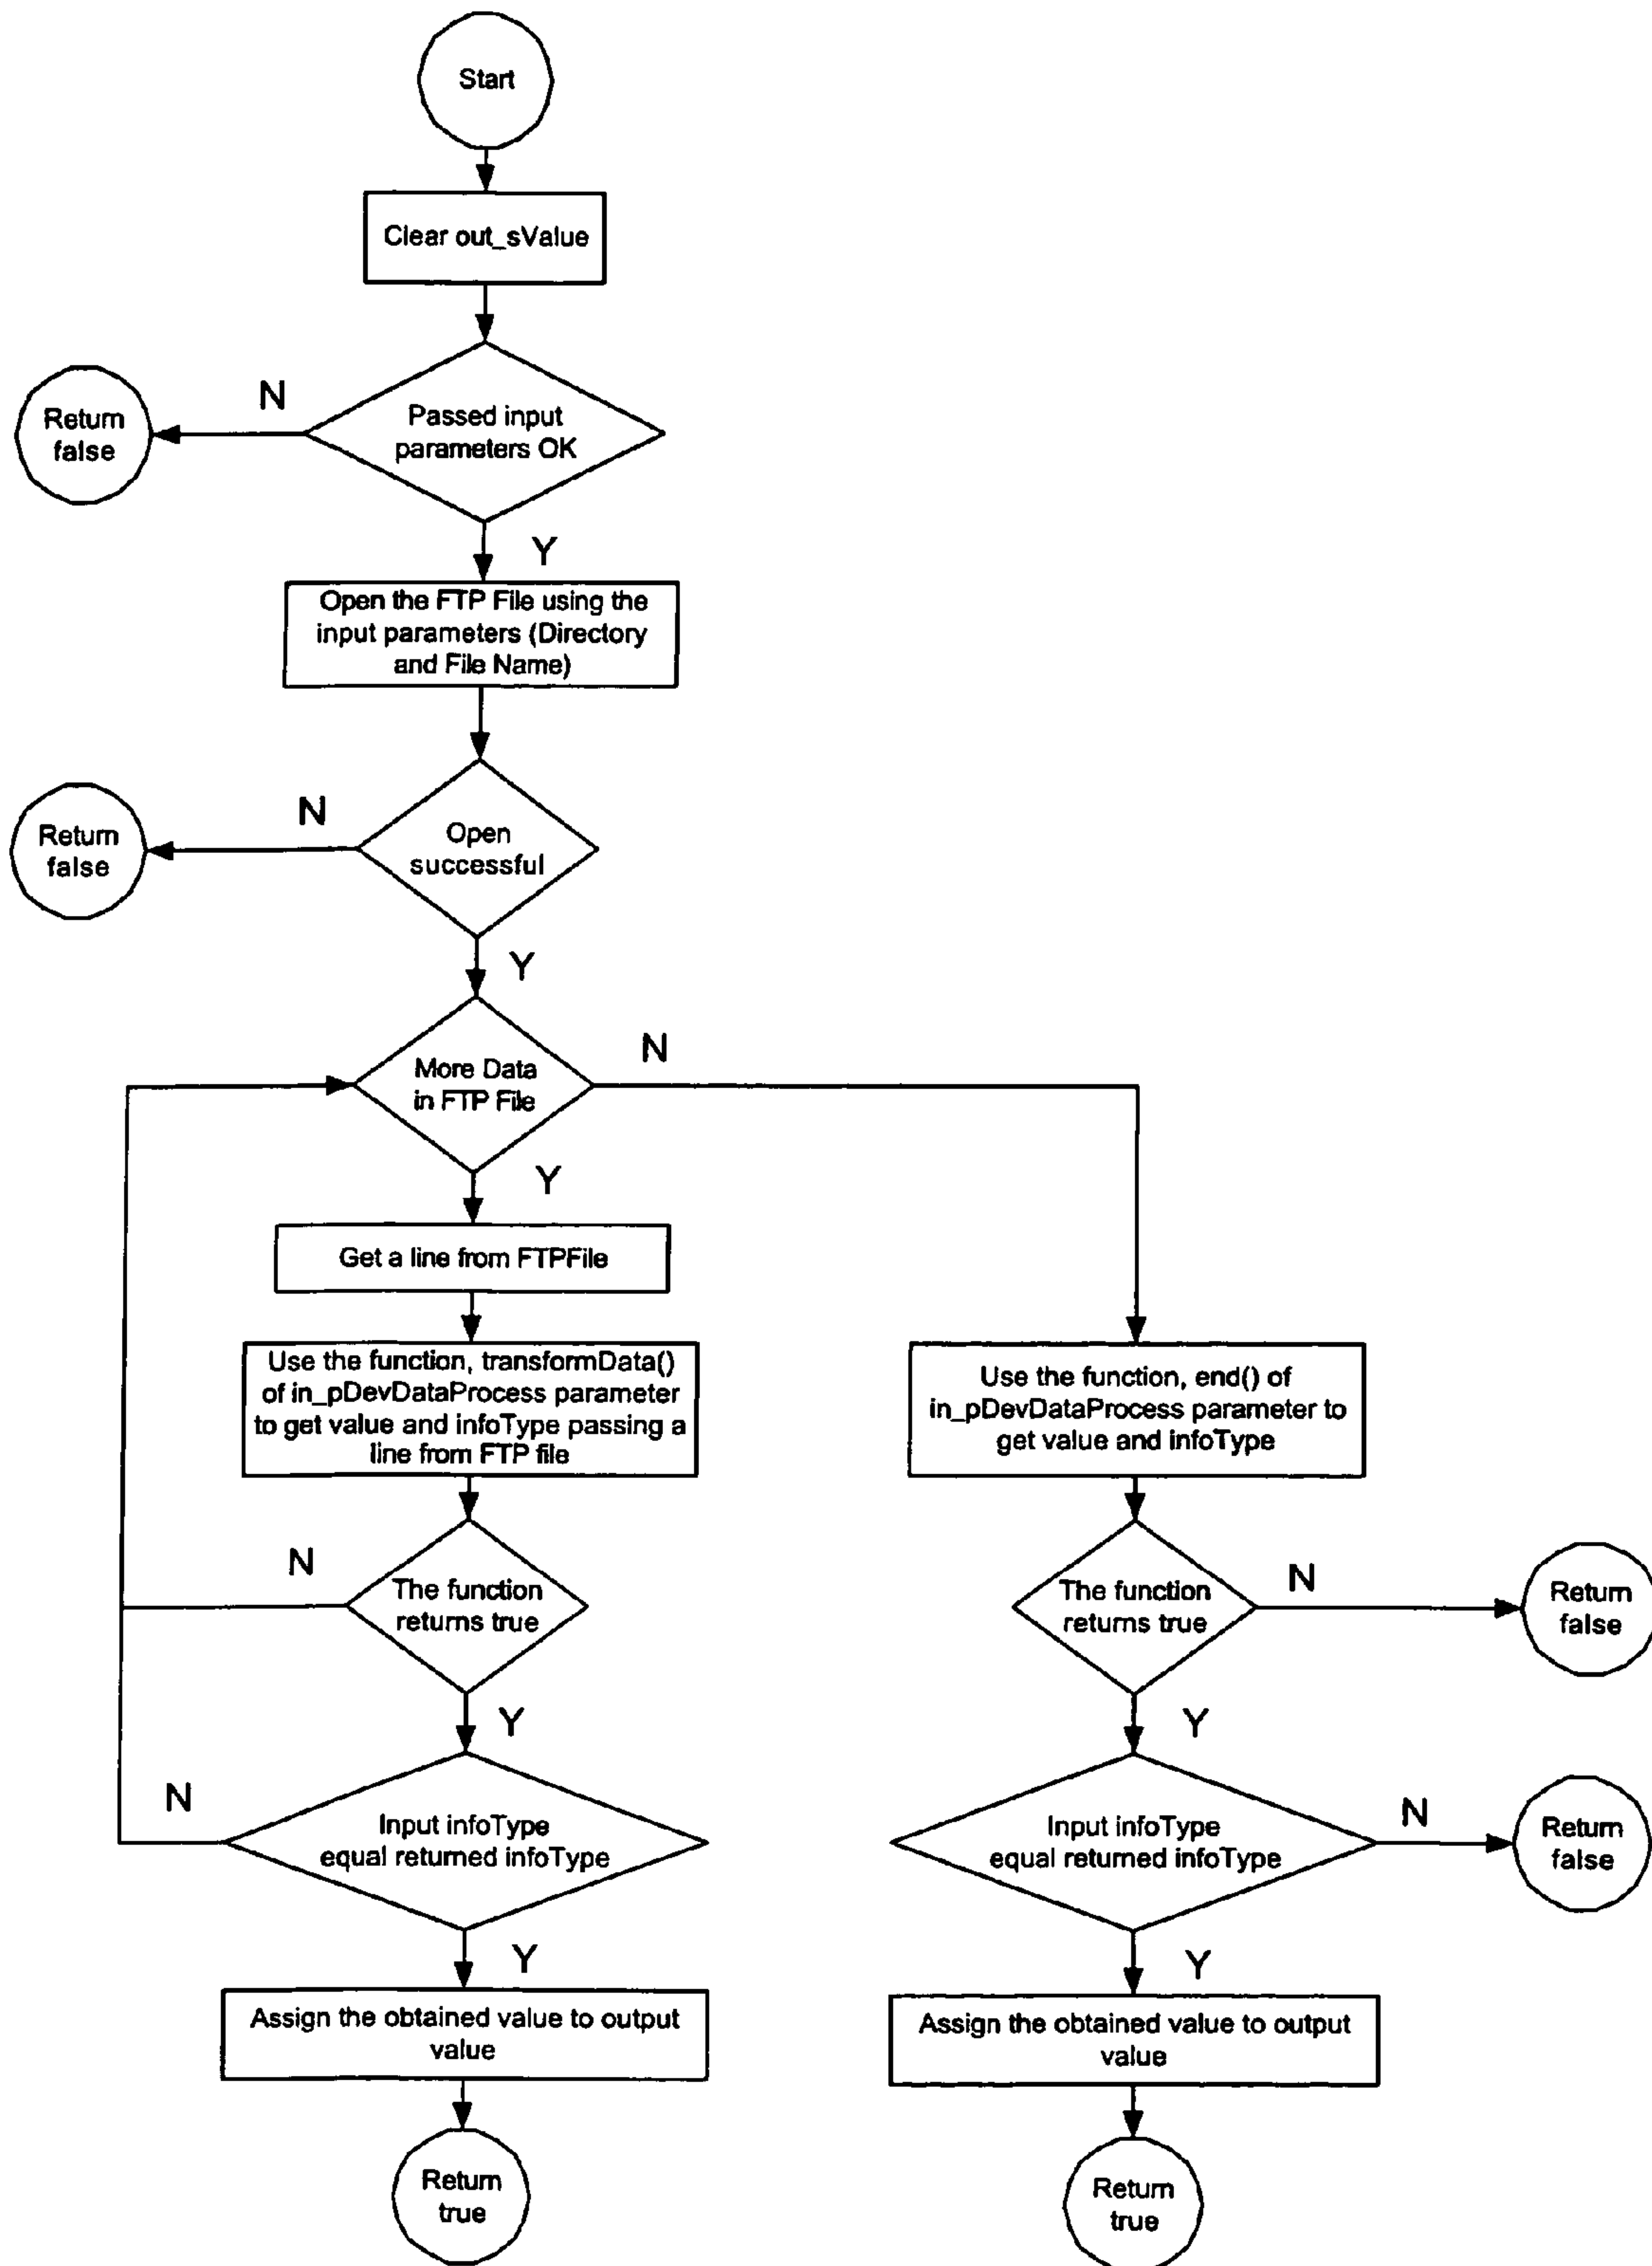 Start
Clear out_sValue
Passed input
parameters OK
N
Return
false
Y
Open the FTP File using the
input parameters (Directory
and File Name)
Open
successful
N
Return
false
Y
More Data
in FTP File
N
Y
Get a line from FTPFile
Use the function, transformData()
of in_pDevDataProcess parameter
to get value and infoType passing a
line from FTP file
The function
returns true
N
Y
Input infoType
equal returned infoType
N
Y
Assign the obtained value to output
value
Return
true
Use the function, end() of
in_pDevDataProcess parameter to
get value and infoType
The function
returns true
N
Return
false
Y
Input infoType
equal returned infoType
N
Return
false
Y
Assign the obtained value to output
value
Return
true